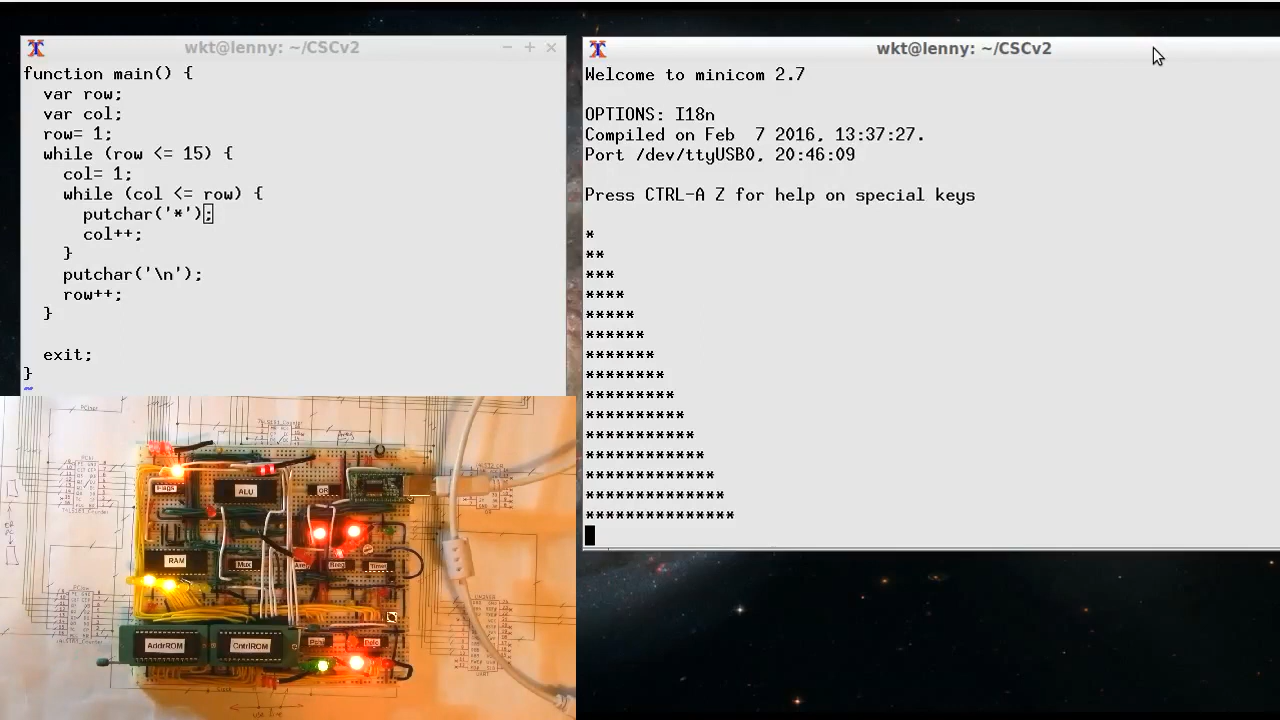 wkt@lenny: ~/CSCv2
function main() {
  var row;
  var col;
  row= 1;
  while (row <= 15) {
    col= 1;
    while (col <= row) {
      putchar('*');
      col++;
    }
    putchar('\n');
    row++;
  }

  exit;
}
~
wkt@lenny: ~/CSCv2
Welcome to minicom 2.7

OPTIONS: I18n
Compiled on Feb  7 2016, 13:37:27.
Port /dev/ttyUSB0, 20:46:09

Press CTRL-A Z for help on special keys

*
**
***
****
*****
******
*******
********
*********
**********
***********
************
*************
**************
***************
Flags
ALU
RAM
Mux
AddrROM
CntrlROM